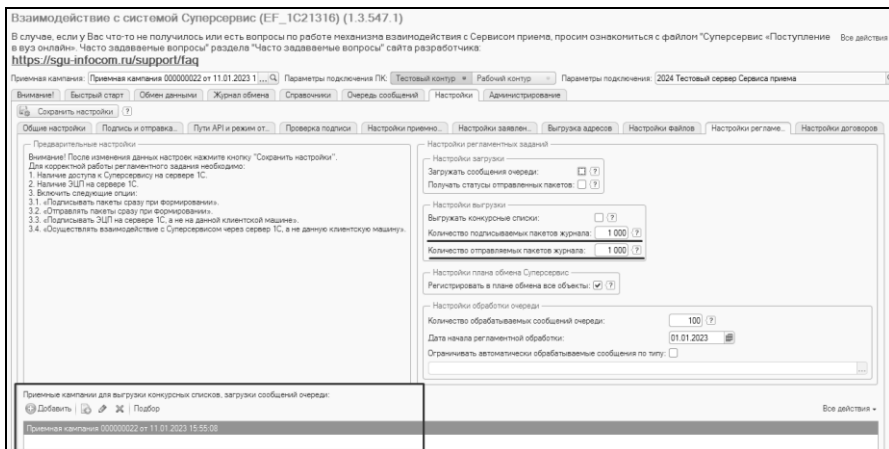 Взаимодействие с системой Суперсервис (EF_1C21316) (1.3.547.1)
В случае, если у Вас что-то не получилось или есть вопросы по работе механизма взаимодействия с Сервисом приема, просим ознакомиться с файлом "Суперсервис «Поступление в вуз онлайн». Часто задаваемые вопросы" раздела "Часто задаваемые вопросы" сайта разработчика: Все действия
https://sgu-infocom.ru/support/faq
Приемная кампания: Приемная кампания 000000022 от 11.01.2023 1 ... Параметры подключения ПК: Тестовый контур Рабочий контур Параметры подключения: 2024 Тестовый сервер Сервиса приема
Внимание! Быстрый старт Обмен данными Журнал обмена Справочники Очередь сообщений Настройки Администрирование
Сохранить настройки ?
Общие настройки Подпись и отправка... Пути API и режим от... Проверка подписи Настройки приемно... Настройки заявлен... Выгрузка адресов Настройки файлов Настройки регламе... Настройки договоров
Предварительные настройки
Внимание! После изменения данных настроек нажмите кнопку "Сохранить настройки".
Для корректной работы регламентного задания необходимо:
1. Наличие доступа к Суперсервису на сервере 1С.
2. Наличие ЭЦП на сервере 1С.
3. Включить следующие опции:
3.1. «Подписывать пакеты сразу при формировании».
3.2. «Отправлять пакеты сразу при формировании».
3.3. «Подписывать ЭЦП на сервере 1С, а не на данной клиентской машине».
3.4. «Осуществлять взаимодействие с Суперсервисом через сервер 1С, а не данную клиентскую машину».
Настройки регламентных заданий
Настройки загрузки
Загружать сообщения очереди: ?
Получать статусы отправленных пакетов: ?
Настройки выгрузки
Выгружать конкурсные списки: ?
Количество подписываемых пакетов журнала: 1 000 ?
Количество отправляемых пакетов журнала: 1 000 ?
Настройки плана обмена Суперсервис
Регистрировать в плане обмена все объекты: ?
Настройки обработки очереди
Количество обрабатываемых сообщений очереди: 100 ?
Дата начала регламентной обработки: 01.01.2023
Ограничивать автоматически обрабатываемые сообщения по типу:
...
Приемные кампании для выгрузки конкурсных списков, загрузки сообщений очереди:
Добавить Подбор Все действия
Приемная кампания 000000022 от 11.01.2023 15:55:08